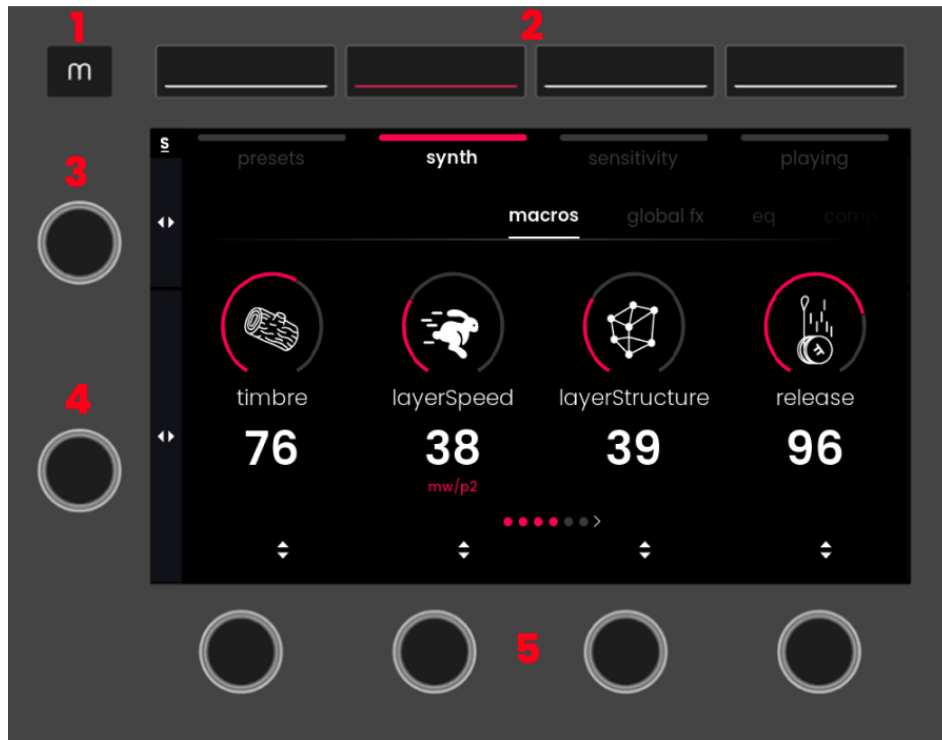 1
2
m
S
presets synth sensitivity playing
3
macros global fx eq comp
timbre layerSpeed layerStructure release
4
76 38 39 96
mw/p2
5